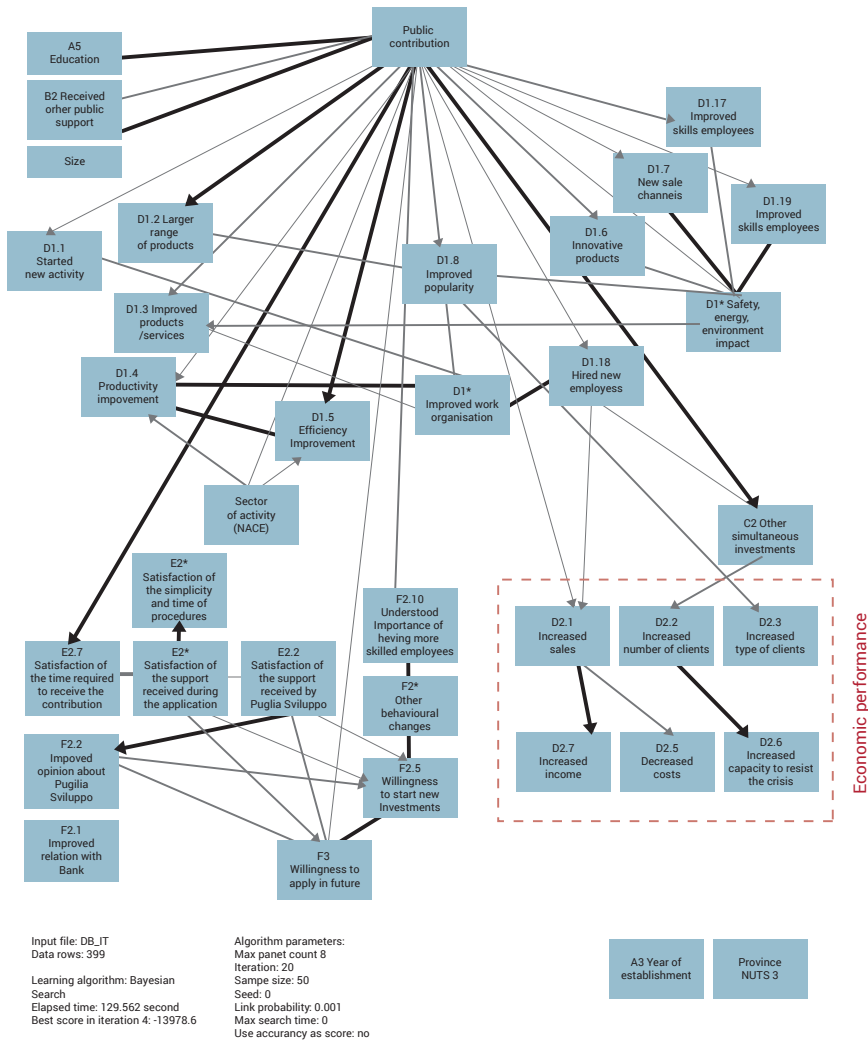 Public
contribution
A5
Education
B2 Received
orher public
support
Size
D1.17
Improved
skills employees
D1.7
New sale
channeis
D1.19
Improved
skills employees
D1.2 Larger
range
of products
D1.1
Started
new activity
D1.8
Improved
popularity
D1.6
Innovative
products
D1* Safety,
energy,
environment
impact
D1.3 Improved
products
/services
D1.4
Productivity
impovement
D1.18
Hired new
employess
D1*
Improved work
organisation
D1.5
Efficiency
Improvement
Sector
of activity
(NACE)
C2 Other
simultaneous
investments
E2*
Satisfaction of
the simplicity
and time of
procedures
F2.10
Understood
Importance of
heving more
skilled employees
E2.7
Satisfaction of
the time required
to receive the
contribution
E2*
Satisfaction of
the support
received during
the application
E2.2
Satisfaction of
the support
received by
Puglia Sviluppo
D2.1
Increased
sales
D2.2
Increased
number of clients
D2.3
Increased
type of clients
Economic performance
F2*
Other
behavioural
changes
F2.2
Impoved
opinion about
Pugilia
Sviluppo
F2.5
Willingness
to start new
Investments
D2.7
Increased
income
D2.5
Decreased
costs
D2.6
Increased
capacity to resist
the crisis
F2.1
Improved
relation with
Bank
F3
Willingness to
apply in future
Input file: DB_IT
Data rows: 399
Learning algorithm: Bayesian
Search
Elapsed time: 129.562 second
Best score in iteration 4: -13978.6
Algorithm parameters:
Max panet count 8
Iteration: 20
Sampe size: 50
Seed: 0
Link probability: 0.001
Max search time: 0
Use accurancy as score: no
A3 Year of
establishment
Province
NUTS 3